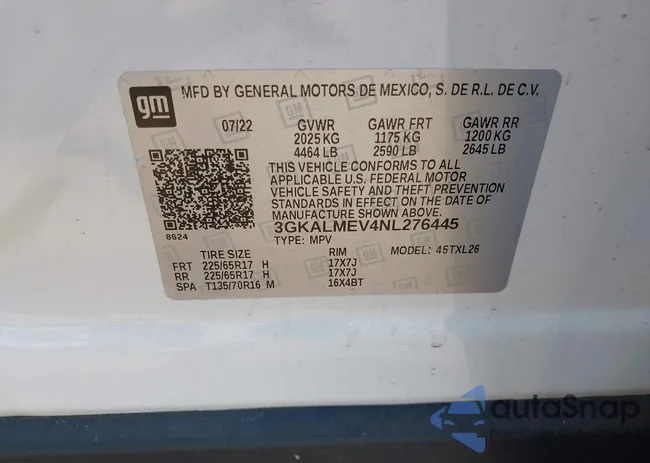 gm
MFD BY GENERAL MOTORS DE MEXICO, S. DE R.L. DE C.V.
07/22 GVWR GAWR FRT GAWR RR
2025 KG 1175 KG 1200 KG
4464 LB 2590 LB 2645 LB
THIS VEHICLE CONFORMS TO ALL
APPLICABLE U.S. FEDERAL MOTOR
VEHICLE SAFETY AND THEFT PREVENTION
STANDARDS IN EFFECT ON THE DATE OF
MANUFACTURE SHOWN ABOVE.
8624
3GKALMEV4NL276445
TYPE: MPV MODEL: 45TXL26
TIRE SIZE RIM
FRT 225/65R17 H 17X7J
RR 225/65R17 H 17X7J
SPA T135/70R16 M 16X4BT
autoSnap